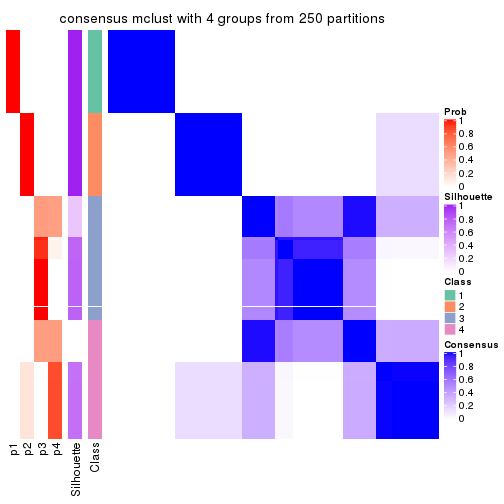 consensus mclust with 4 groups from 250 partitions
Prob
1
0.8
0.6
0.4
0.2
0
Silhouette
1
0.8
0.6
0.4
0.2
0
Class
1
2
3
4
Consensus
1
0.8
0.6
0.4
0.2
0
p1
p2
p3
p4
Silhouette
Class